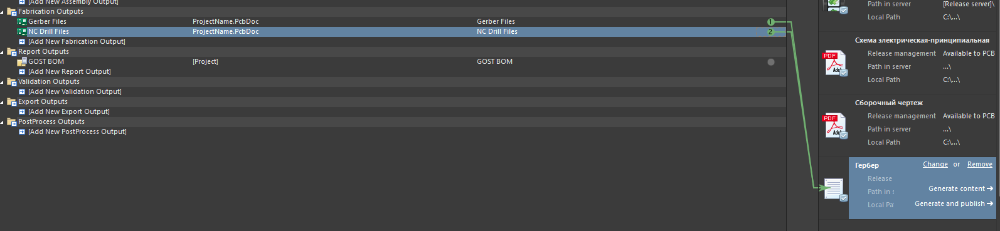 [Add New Assembly Output]
Fabrication Outputs
Gerber Files ProjectName.PcbDoc Gerber Files 1
NC Drill Files ProjectName.PcbDoc NC Drill Files 2
[Add New Fabrication Output]
Report Outputs
GOST BOM [Project] GOST BOM
[Add New Report Output]
Validation Outputs
[Add New Validation Output]
Export Outputs
[Add New Export Output]
PostProcess Outputs
[Add New PostProcess Output]
Path in server [Release server]\
Local Path C:\...\
Схема электрическая-принципиальная
PDF
Adob
Release management Available to PCB
Path in server ...\
Local Path C:\...\
Сборочный чертеж
PDF
Adob
Release management Available to PCB
Path in server ...\
Local Path C:\...\
Гербер Change or Remove
Release
Path in s Generate content
Local Pa Generate and publish